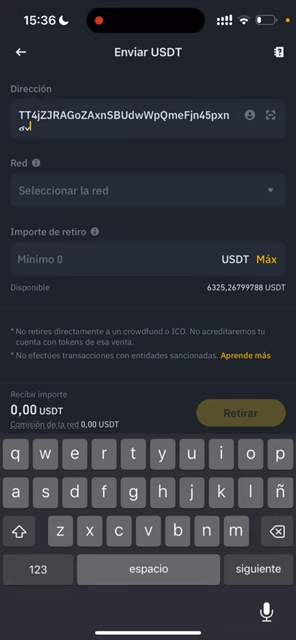 15:36
Enviar USDT
Dirección
TT4jZJRAGoZAxnSBUdwWpQmeFjn45pxn
Red
Seleccionar la red
Importe de retiro
Mínimo 0 USDT Máx
Disponible 6325,26799788 USDT
* No retires directamente a un crowdfund o ICO. No acreditaremos tu
cuenta con tokens de esa venta.
* No efectúes transacciones con entidades sancionadas. Aprende más
Recibir importe
0,00 USDT
Comisión de la red 0,00 USDT
Retirar
q w e r t y u i o p
a s d f g h j k l ñ
z x c v b n m
123 espacio siguiente